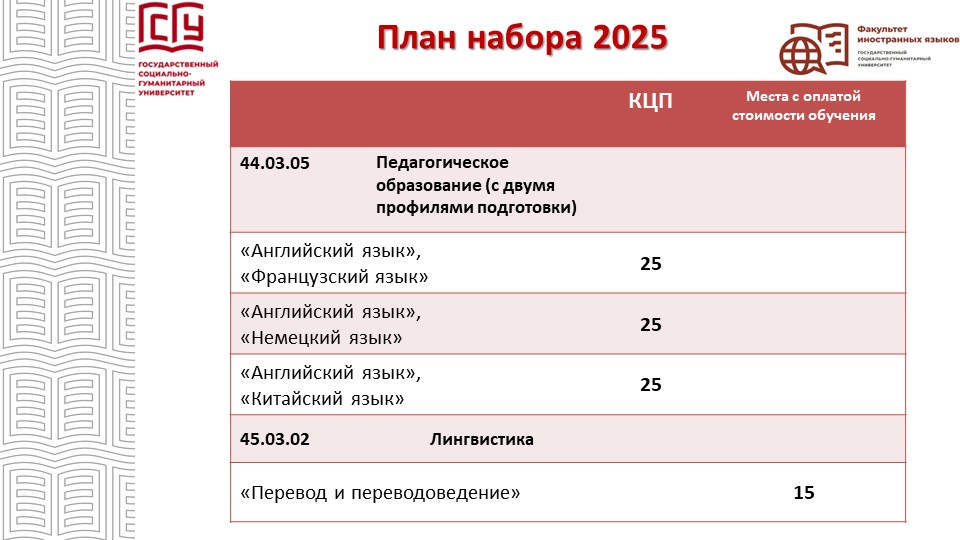 ГСГУ
ГОСУДАРСТВЕННЫЙ
СОЦИАЛЬНО-
ГУМАНИТАРНЫЙ
УНИВЕРСИТЕТ
План набора 2025
Факультет
иностранных языков
ГОСУДАРСТВЕННЫЙ
СОЦИАЛЬНО-ГУМАНИТАРНЫЙ
УНИВЕРСИТЕТ
КЦП
Места с оплатой
стоимости обучения
44.03.05 Педагогическое
образование (с двумя
профилями подготовки)
«Английский язык»,
«Французский язык»
25
«Английский язык»,
«Немецкий язык»
25
«Английский язык»,
«Китайский язык»
25
45.03.02 Лингвистика
«Перевод и переводоведение» 15